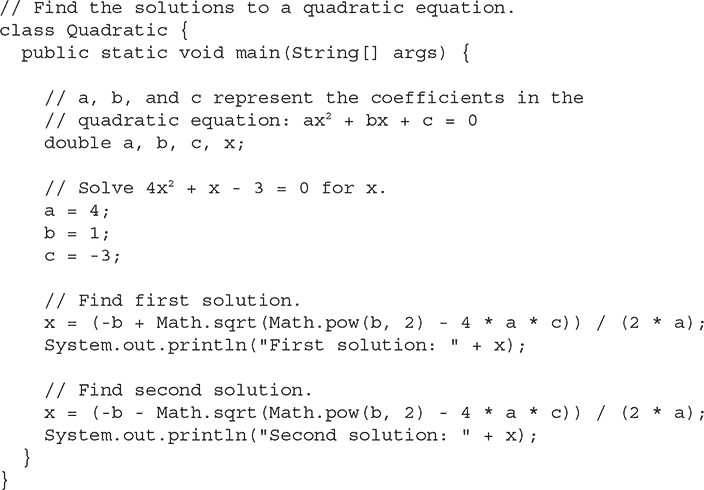 // Find the solutions to a quadratic equation.
class Quadratic {
  public static void main(String[] args) {

    // a, b, and c represent the coefficients in the
    // quadratic equation: ax² + bx + c = 0
    double a, b, c, x;

    // Solve 4x² + x - 3 = 0 for x.
    a = 4;
    b = 1;
    c = -3;

    // Find first solution.
    x = (-b + Math.sqrt(Math.pow(b, 2) - 4 * a * c)) / (2 * a);
    System.out.println("First solution: " + x);

    // Find second solution.
    x = (-b - Math.sqrt(Math.pow(b, 2) - 4 * a * c)) / (2 * a);
    System.out.println("Second solution: " + x);
  }
}